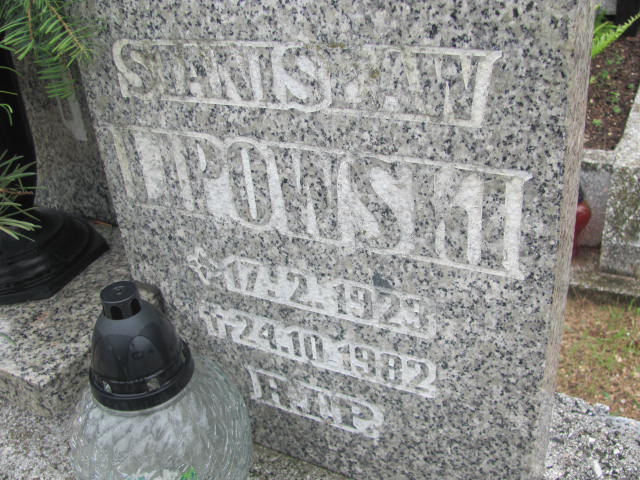 STANISŁAW
LIPOWSKI
* 17.2.1923
† 24.10.1982
R.I.P.